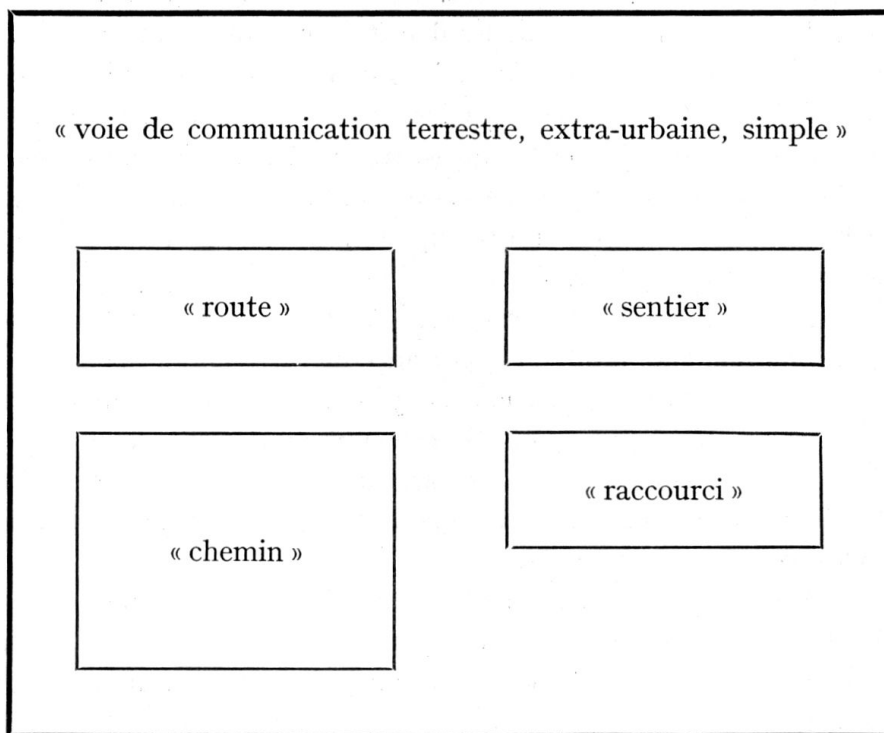 « voie de communication terrestre, extra-urbaine, simple »
« route »
« sentier »
« chemin »
« raccourci »